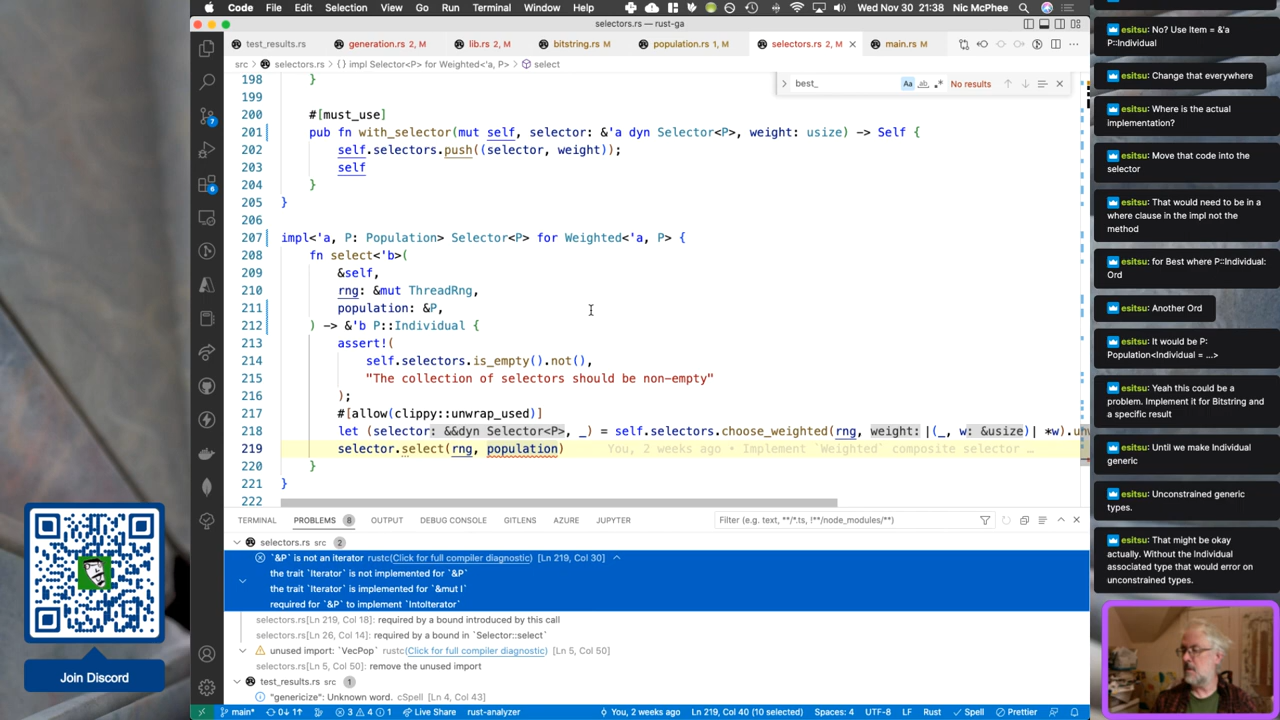 Code File Edit Selection View Go Run Terminal Window Help
Wed Nov 30 21:38 Nic McPhee
selectors.rs — rust-ga
test_results.rs generation.rs 2, M lib.rs 2, M bitstring.rs M population.rs 1, M selectors.rs 2, M main.rs M
src > selectors.rs > {} impl Selector<P> for Weighted<'a, P> > select
best_ Aa ab No results
198 }
199
200 #[must_use]
201 pub fn with_selector(mut self, selector: &'a dyn Selector<P>, weight: usize) -> Self {
202 self.selectors.push((selector, weight));
203 self
204 }
205 }
206
207 impl<'a, P: Population> Selector<P> for Weighted<'a, P> {
208 fn select<'b>(
209 &self,
210 rng: &mut ThreadRng,
211 population: &P,
212 ) -> &'b P::Individual {
213 assert!(
214 self.selectors.is_empty().not(),
215 "The collection of selectors should be non-empty"
216 );
217 #[allow(clippy::unwrap_used)]
218 let (selector: &&dyn Selector<P>, _) = self.selectors.choose_weighted(rng, weight: |(_, w: &usize)| *w).un
219 selector.select(rng, population) You, 2 weeks ago • Implement `Weighted` composite selector …
220 }
221 }
222
TERMINAL PROBLEMS 8 OUTPUT DEBUG CONSOLE GITLENS AZURE JUPYTER
Filter (e.g. text, **/*.ts, !**/node_modules/**)
selectors.rs src 2
`&P` is not an iterator rustc(Click for full compiler diagnostic) [Ln 219, Col 30]
the trait `Iterator` is not implemented for `&P`
the trait `Iterator` is implemented for `&mut I`
required for `&P` to implement `IntoIterator`
selectors.rs[Ln 219, Col 18]: required by a bound introduced by this call
selectors.rs[Ln 26, Col 14]: required by a bound in `Selector::select`
unused import: `VecPop` rustc(Click for full compiler diagnostic) [Ln 5, Col 50]
selectors.rs[Ln 5, Col 50]: remove the unused import
test_results.rs src 1
"genericize": Unknown word. cSpell [Ln 4, Col 43]
main* 0↓ 1↑ 3 4 1 Live Share rust-analyzer You, 2 weeks ago Ln 219, Col 40 (10 selected) Spaces: 4 UTF-8 LF Rust Spell Prettier
7
6
Join Discord
esitsu: No? Use Item = &'a
P::Individual
esitsu: Change that everywhere
esitsu: Where is the actual
implementation?
esitsu: Move that code into the
selector
esitsu: That would need to be in a
where clause in the impl not the
method
esitsu: for Best where P::Individual:
Ord
esitsu: Another Ord
esitsu: It would be P:
Population<Individual = ...>
esitsu: Yeah this could be a
problem. Implement it for Bitstring and
a specific result
esitsu: Until we make Individual
generic
esitsu: Unconstrained generic
types.
esitsu: That might be okay
actually. Without the Individual
associated type that would error on
unconstrained types.